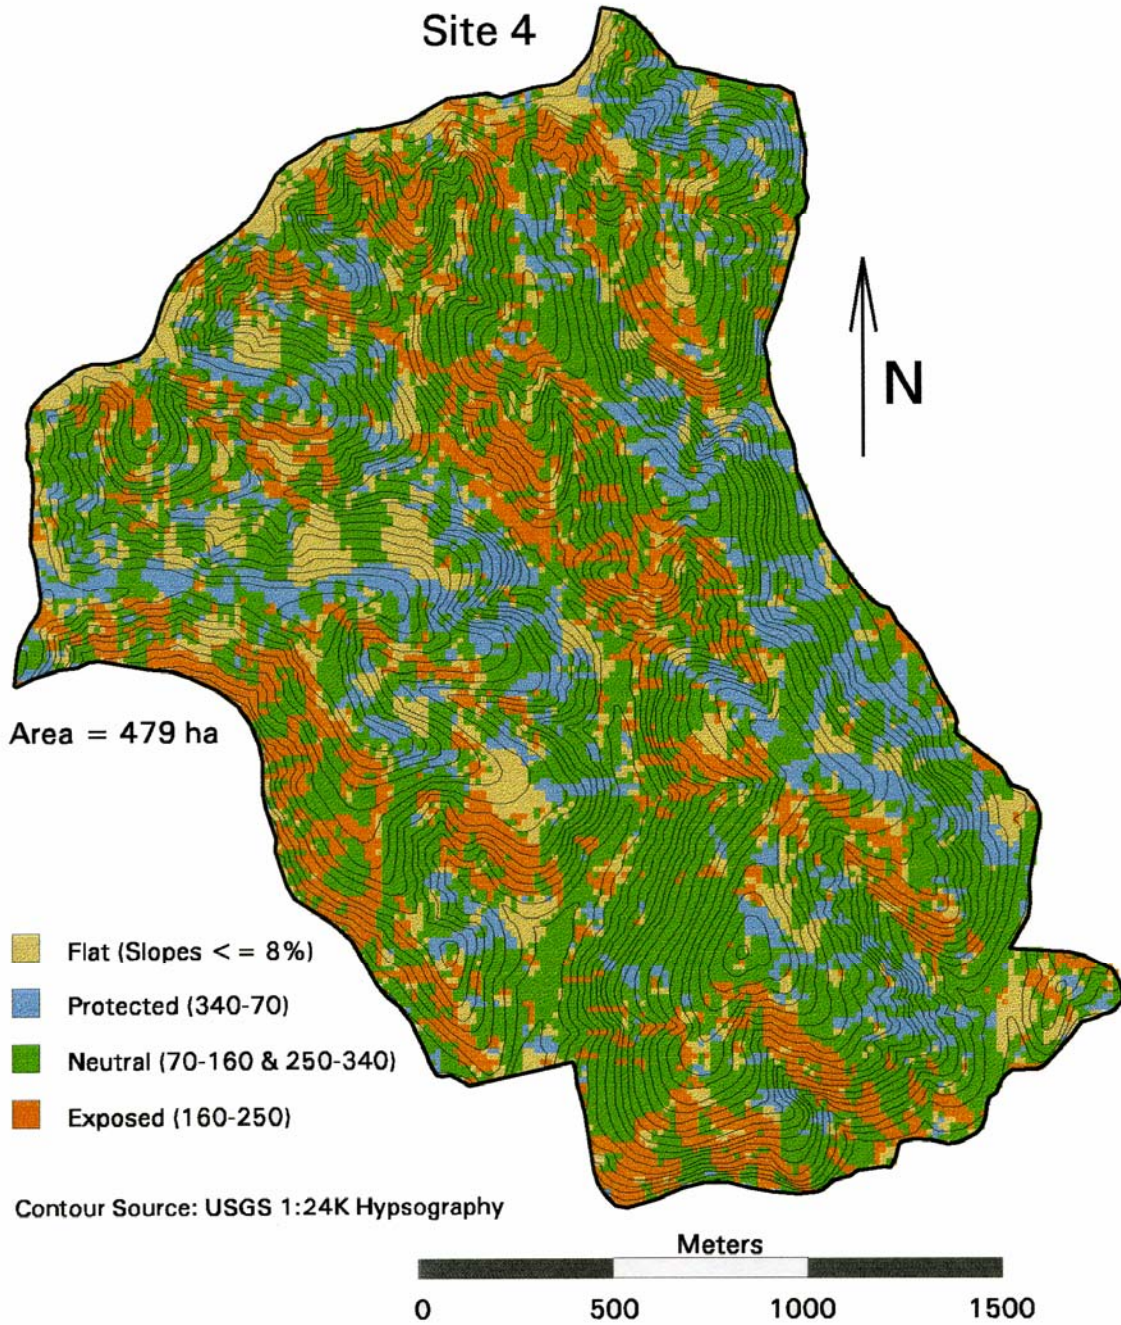 Site 4
N
Area = 479 ha
Flat (Slopes < = 8%)
Protected (340-70)
Neutral (70-160 & 250-340)
Exposed (160-250)
Contour Source: USGS 1:24K Hypsography
Meters
0 500 1000 1500